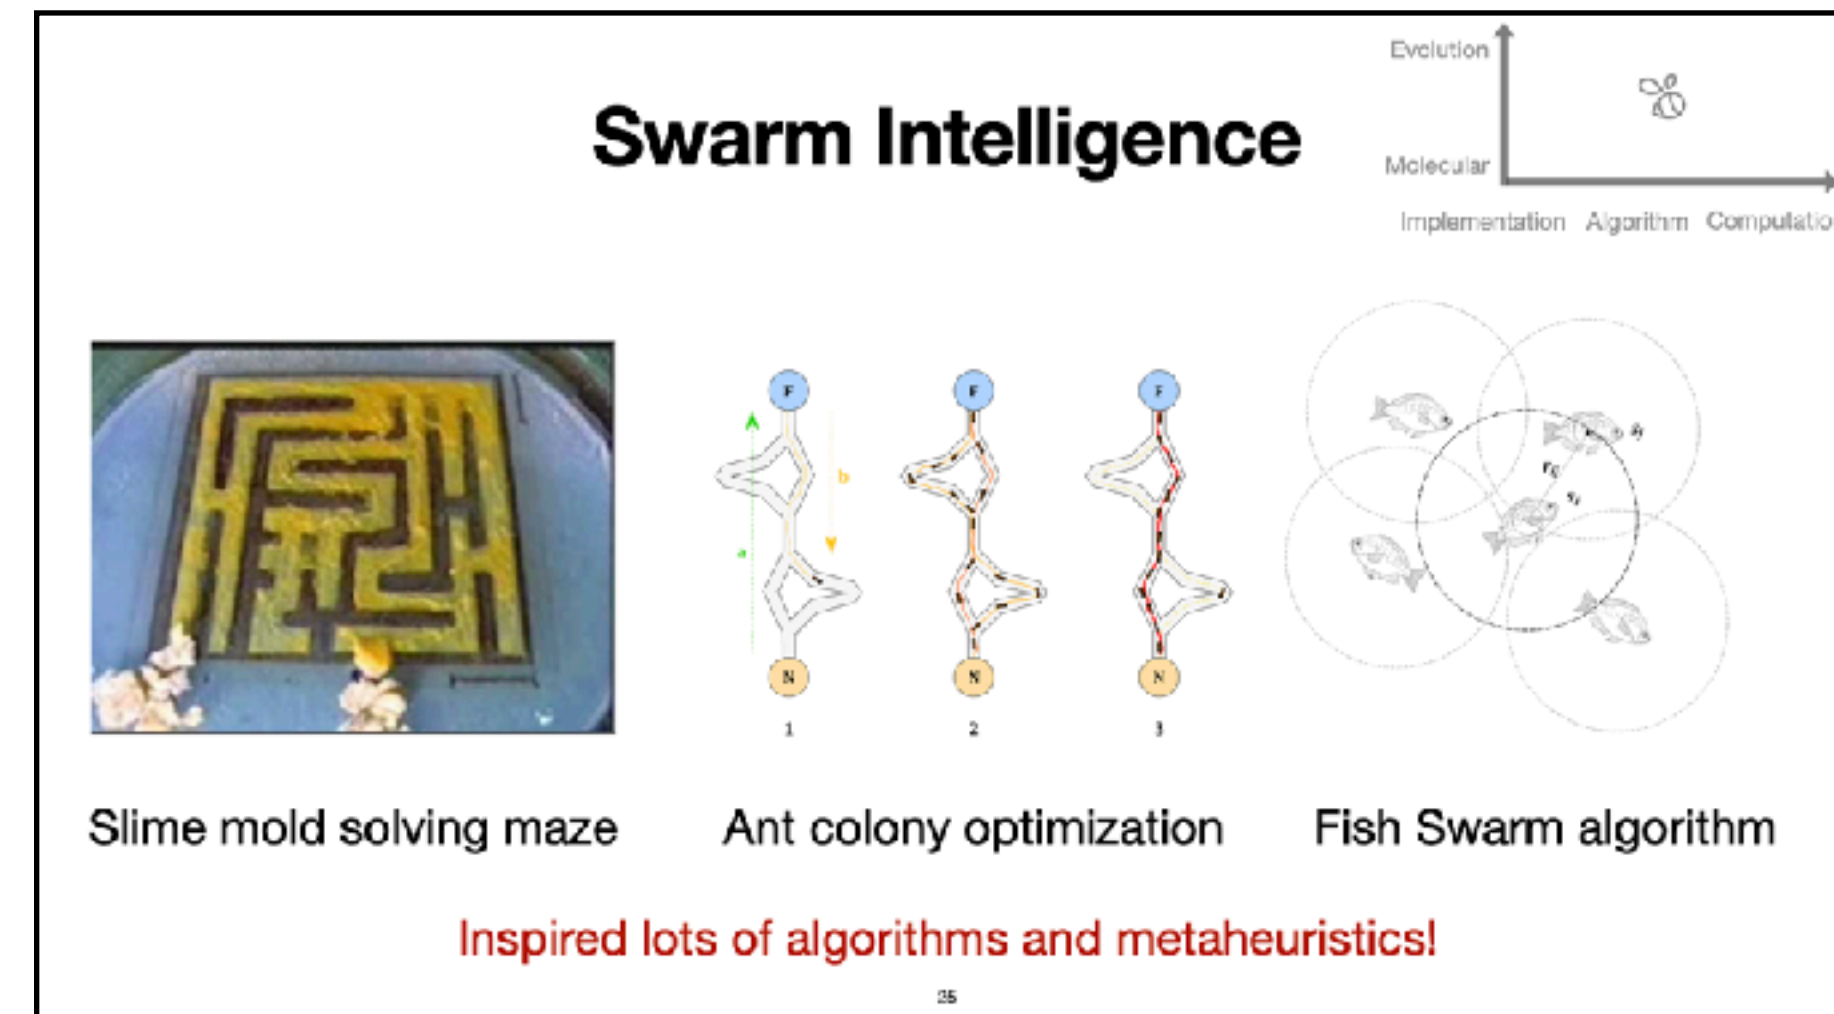 Swarm Intelligence
Evolution
Molecular
Implementation Algorithm Computatio
F
a
b
N
1
F
N
2
F
N
3
Slime mold solving maze
Ant colony optimization
Fish Swarm algorithm
Inspired lots of algorithms and metaheuristics!